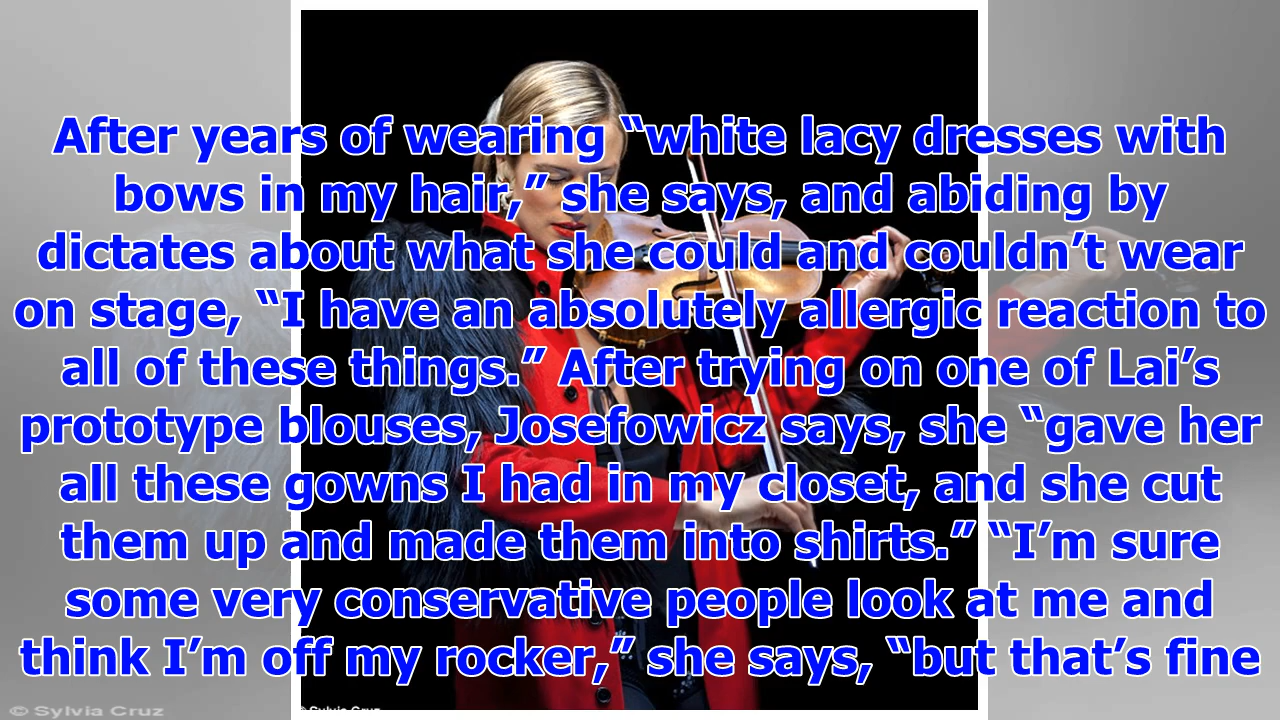 After years of wearing “white lacy dresses with
bows in my hair,” she says, and abiding by
dictates about what she could and couldn’t wear
on stage, “I have an absolutely allergic reaction to
all of these things.” After trying on one of Lai’s
prototype blouses, Josefowicz says, she “gave her
all these gowns I had in my closet, and she cut
them up and made them into shirts.” “I’m sure
some very conservative people look at me and
think I’m off my rocker,” she says, “but that’s fine
© Sylvia Cruz
© Sylvia Cruz